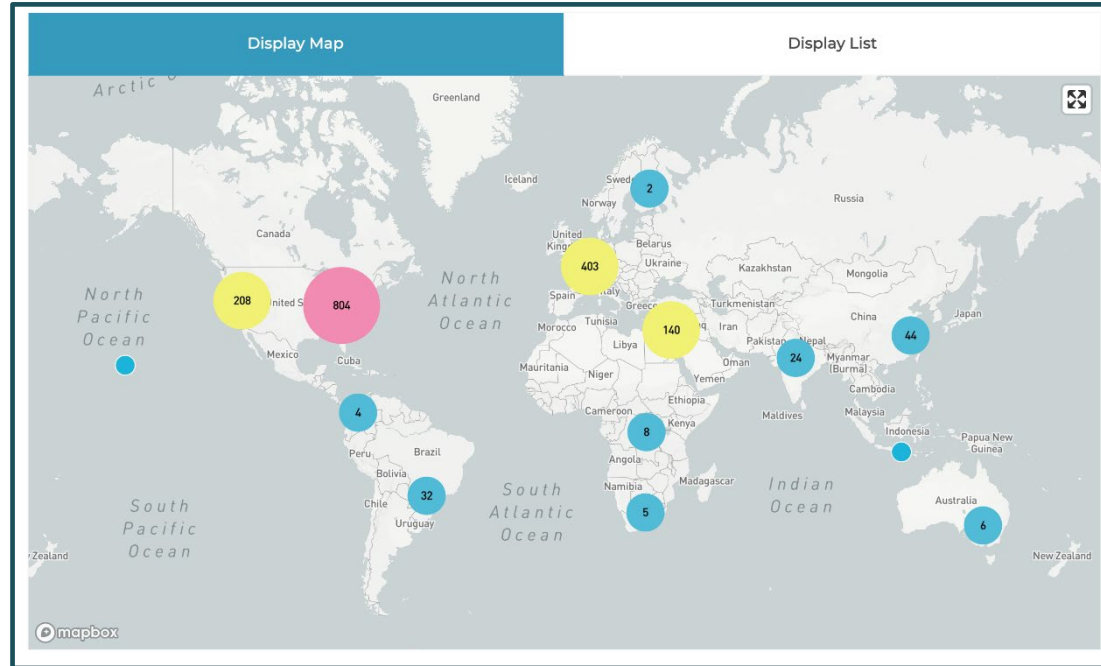 Display Map
Display List
Arctic
Greenland
Iceland
Swede
2
Norway
Russia
Canada
United
Kingd
Belarus
403
Ukraine
Kazakhstan
Mongolia
North
Pacific
Ocean
208
United S
804
North
Atlantic
Ocean
Spain
Italy
Greece
Turkmenistan
140
Iran
China
44
Japan
Morocco
Tunisia
Libya
Pakistan
Nepal
24
Myanmar
(Burma)
Mexico
Cuba
Mauritania
Niger
Oman
Yemen
Cambodia
4
Cameroon
Ethiopia
Kenya
8
Maldives
Malaysia
Indonesia
Papua New
Guinea
Peru
Brazil
Angola
Bolivia
32
Namibia
Madagascar
Indian
Ocean
South
Pacific
Ocean
Chile
Uruguay
South
Atlantic
Ocean
5
Australia
6
Zealand
New Zealand
mapbox